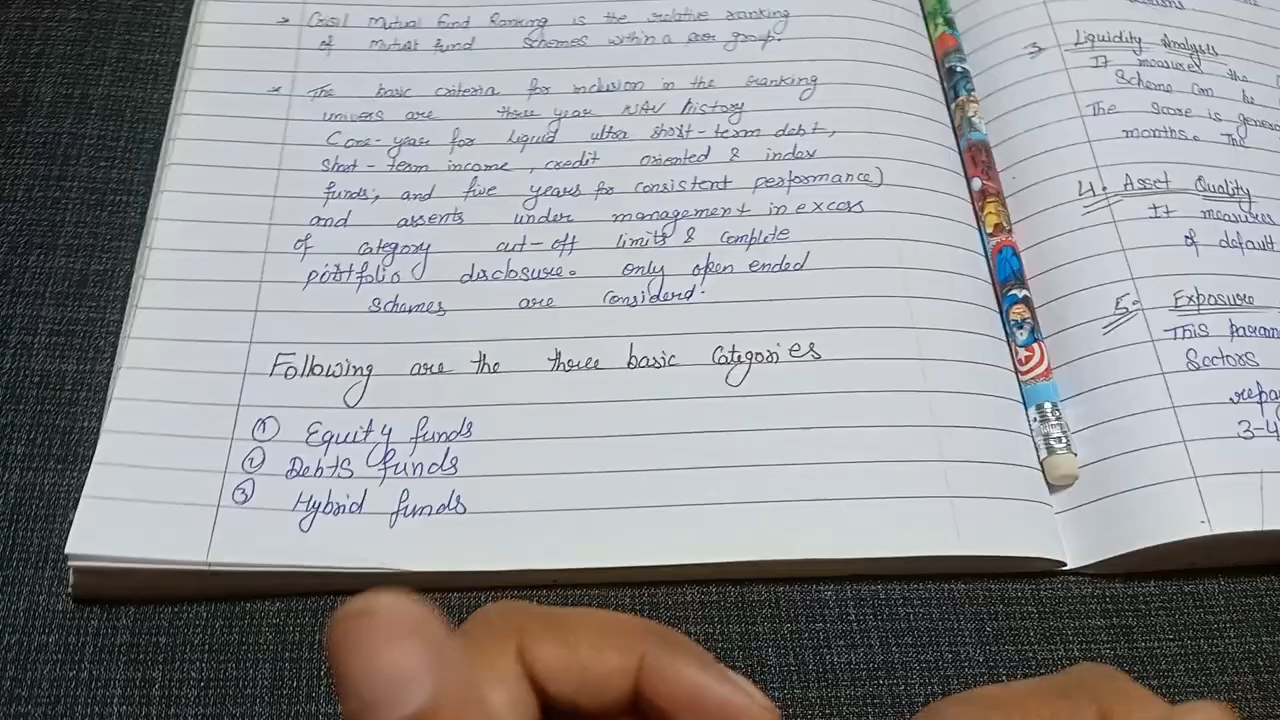 → Crisil Mutual Fund Ranking is the relative ranking
of mutual fund schemes within a peer group.
→ The basic criteria for inclusion in the ranking
univers are three year NAV history
(one-year for liquid ultra short-term debt,
short-term income, credit oriented & index
funds; and five years for consistent performance)
and assents under management in excess
of category cut-off limits & complete
portfolio disclosure. only open ended
schemes are considerd.
Following are the three basic Categories
① Equity funds
② Debts funds
③ Hybrid funds
3 Liquidity Analysis
It measures the
Scheme can be
The score is
months. The
4. Asset Quality
It measures
of default
5. Exposure
This
Sectors
3-4